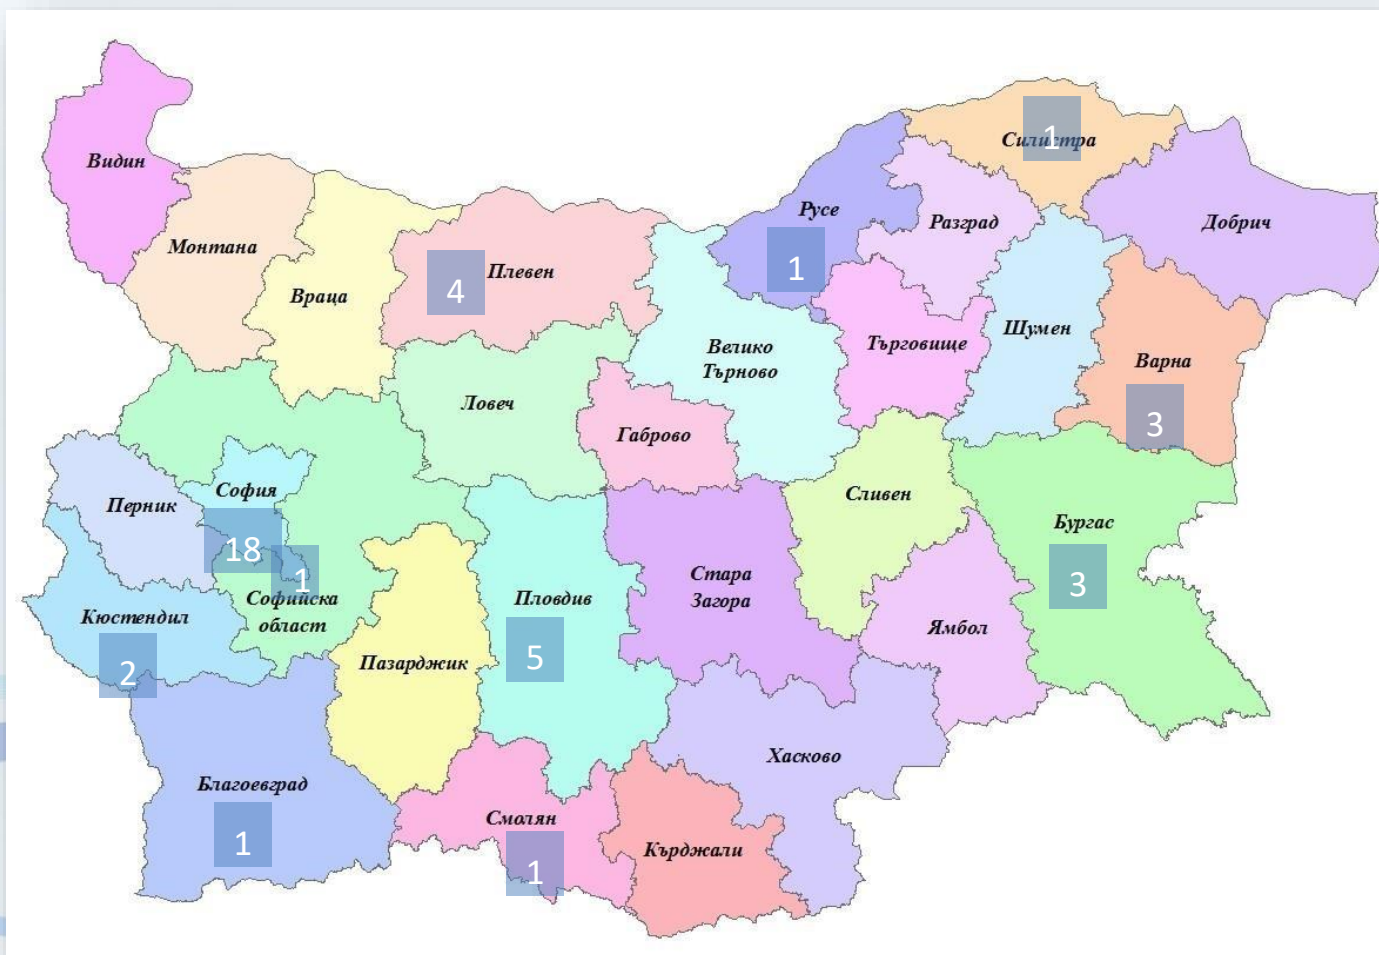 Видин
Монтана
Враца
4
Плевен
Русе
1
Силистра
1
Разград
Добрич
Велико
Търново
Търговище
Шумен
Варна
3
Ловеч
Габрово
Перник
София
18
1
Софийска
област
Кюстендил
2
Пловдив
5
Пазарджик
Стара
Загора
Сливен
Бургас
3
Ямбол
Благоевград
1
Смолян
1
Кърджали
Хасково